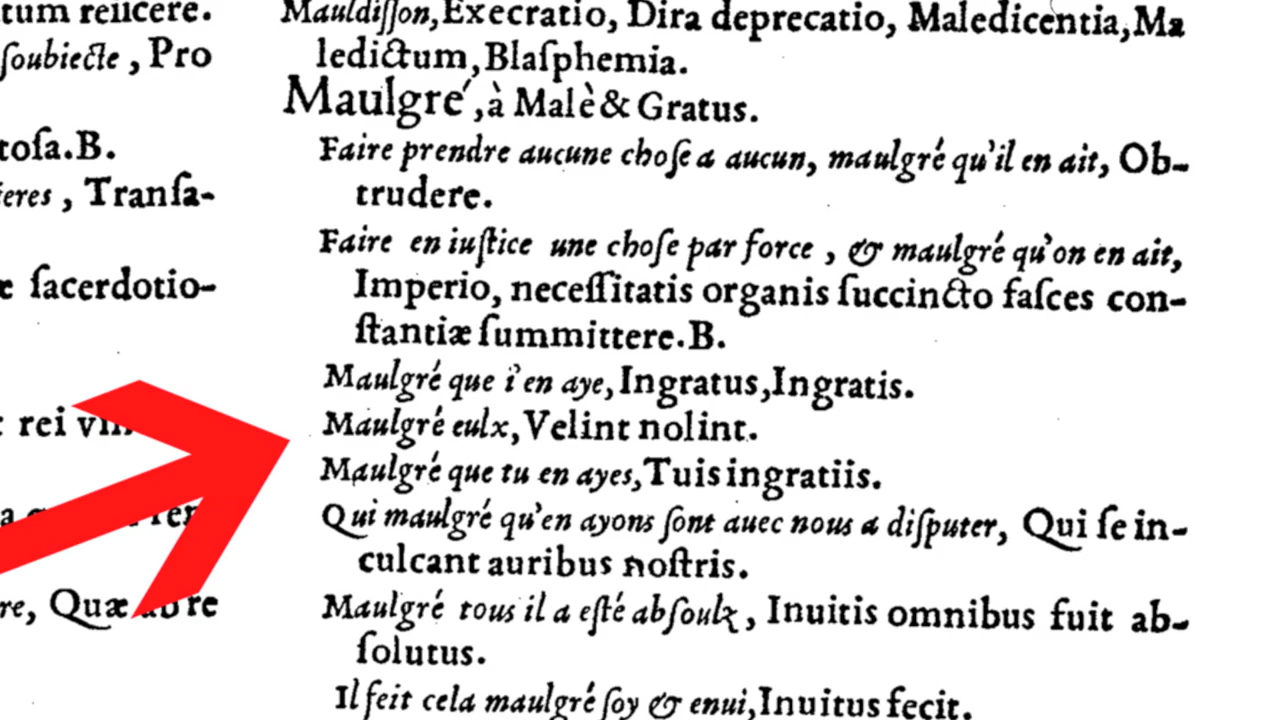 tum relicere.
ſoubiecte , Pro
toſa.B.
eres , Tranſa-
æ ſacerdotio-
rei
re, Quæ re
Mauldiſſon, Execratio, Dira deprecatio, Maledicentia, Ma
ledictum, Blaſphemia.
Maulgré, à Malè & Gratus.
Faire prendre aucune choſe a aucun, maulgré qu'il en ait, Ob-
trudere.
Faire en iuſtice une choſe par force , & maulgré qu'on en ait,
Imperio, neceſſitatis organis ſuccincto faſces con-
ſtantiæ ſummittere.B.
Maulgré que i'en aye, Ingratus, Ingratis.
Maulgré eulx, Velint nolint.
Maulgré que tu en ayes, Tuis ingratiis.
Qui maulgré qu'en ayons ſont auec nous a diſputer, Qui ſe in-
culcant auribus noſtris.
Maulgré tous il a eſté abſoulz , Inuitis omnibus fuit ab-
ſolutus.
Il feit cela maulgré ſoy & enui, Inuitus fecit.